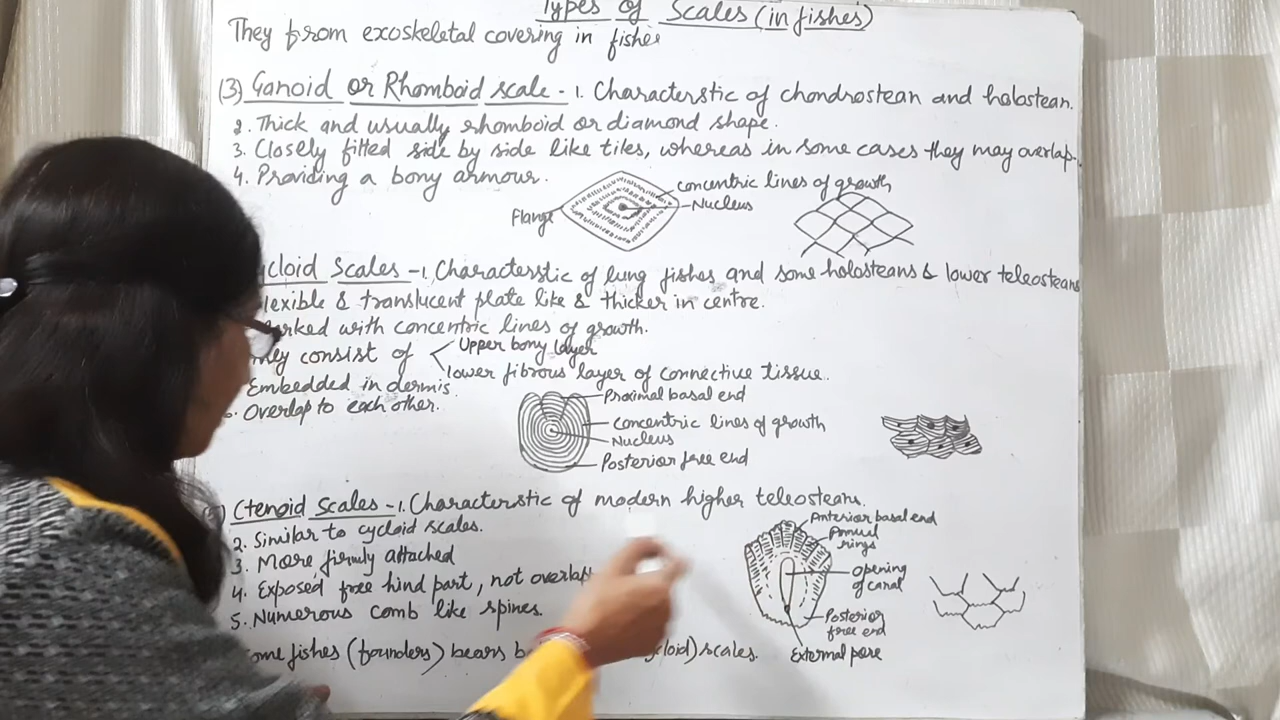 Types of Scales (in fishes)
They from exoskeletal covering in fishes
(3) Ganoid or Rhomboid scale - 1. Characterstic of chondrostean and holostean.
2. Thick and usually rhomboid or diamond shape.
3. Closely fitted side by side like tiles, whereas in some cases they may overlap.
4. Providing a bony armour.
concentric lines of growth
Nucleus
Flange
ycloid Scales - 1. Characterstic of lung fishes and some holosteans & lower teleosteans
lexible & translucent plate like & thicker in centre.
arked with concentric lines of growth.
hey consist of
Upper bony layer
lower fibrous layer of connective tissue.
Embedded in dermis.
6. Overlap to each other.
Proximal basal end
Concentric lines of growth
Nucleus
Posterior free end
Ctenoid Scales - 1. Characterstic of modern higher teleosteans.
2. Similar to cycloid scales.
3. More firmly attached
4. Exposed free hind part, not overlap
5. Numerous comb like spines.
Anterior basal end
Annual rings
opening of canal
Posterior free end
External pore
ome fishes (founders) bears b cloid) scales.